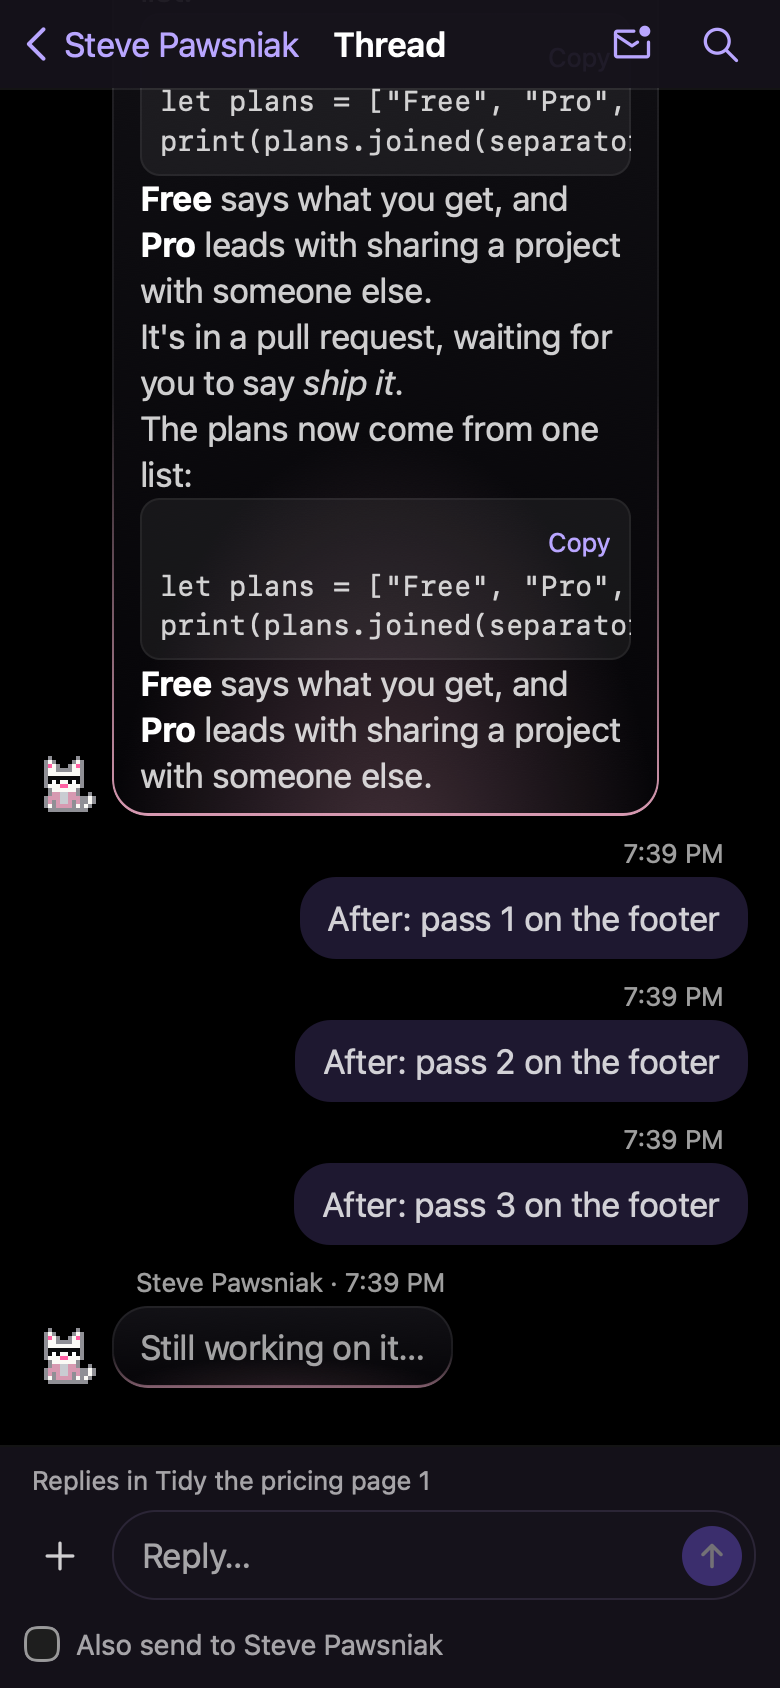 Steve Pawsniak
Thread
Copy
let plans = ["Free", "Pro",
print(plans.joined(separator
Free says what you get, and
Pro leads with sharing a project
with someone else.
It's in a pull request, waiting for
you to say ship it.
The plans now come from one
list:
Copy
let plans = ["Free", "Pro",
print(plans.joined(separator
Free says what you get, and
Pro leads with sharing a project
with someone else.
7:39 PM
After: pass 1 on the footer
7:39 PM
After: pass 2 on the footer
7:39 PM
After: pass 3 on the footer
Steve Pawsniak · 7:39 PM
Still working on it...
Replies in Tidy the pricing page 1
Reply...
Also send to Steve Pawsniak